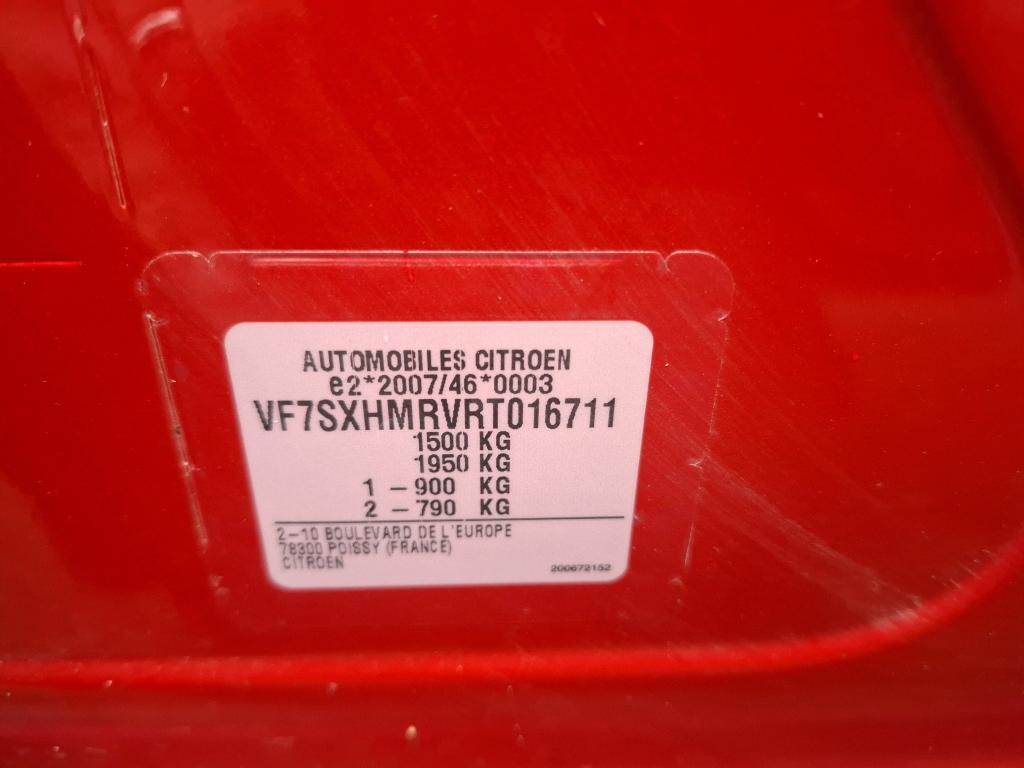 AUTOMOBILES CITROEN
e2*2007/46*0003
VF7SXHMRVRT016711
1500 KG
1950 KG
1 – 900 KG
2 – 790 KG
2–10 BOULEVARD DE L'EUROPE
78300 POISSY (FRANCE)
CITROEN
200672152